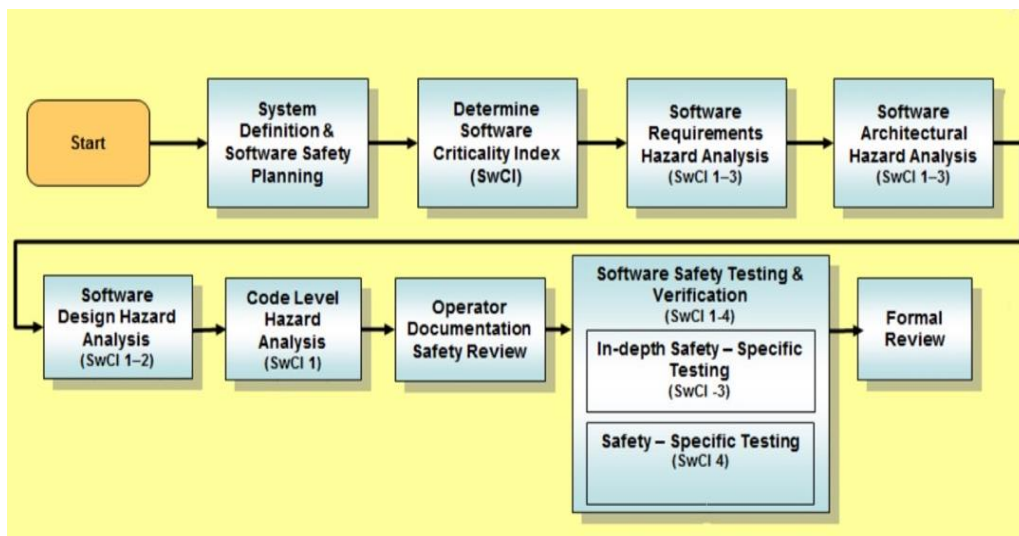 Start
System
Definition &
Software Safety
Planning
Determine
Software
Criticality Index
(SwCI)
Software
Requirements
Hazard Analysis
(SwCI 1–3)
Software
Architectural
Hazard Analysis
(SwCI 1–3)
Software
Design Hazard
Analysis
(SwCI 1–2)
Code Level
Hazard
Analysis
(SwCI 1)
Operator
Documentation
Safety Review
Software Safety Testing &
Verification
(SwCI 1-4)
In-depth Safety – Specific
Testing
(SwCI -3)
Safety – Specific Testing
(SwCI 4)
Formal
Review